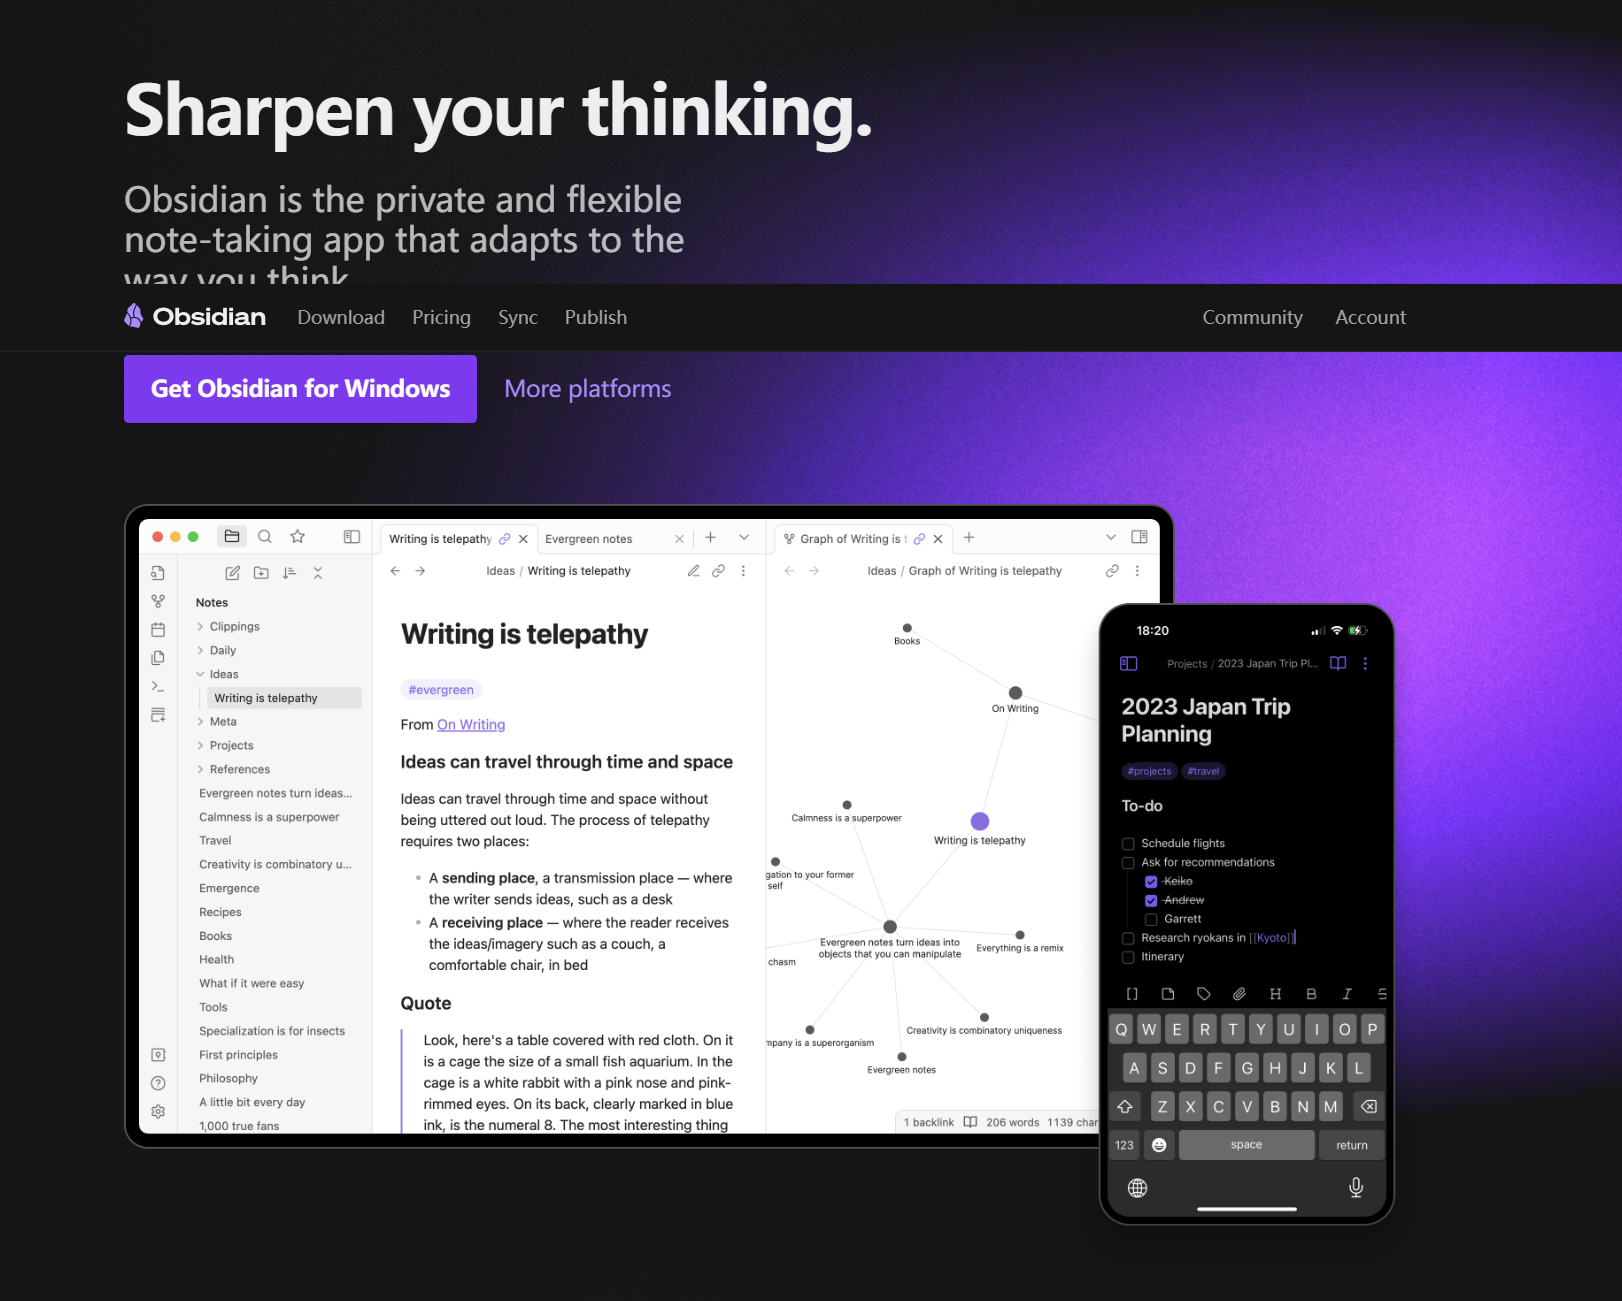 Sharpen your thinking.
Obsidian is the private and flexible
note-taking app that adapts to the
way you think
Obsidian Download Pricing Sync Publish Community Account
Get Obsidian for Windows More platforms
Writing is telepathy
Evergreen notes
Graph of Writing is
Ideas / Writing is telepathy
Ideas / Graph of Writing is telepathy
Notes
Clippings
Daily
Ideas
Writing is telepathy
Meta
Projects
References
Evergreen notes turn ideas...
Calmness is a superpower
Travel
Creativity is combinatory u...
Emergence
Recipes
Books
Health
What if it were easy
Tools
Specialization is for insects
First principles
Philosophy
A little bit every day
1,000 true fans
Writing is telepathy
#evergreen
From On Writing
Ideas can travel through time and space
Ideas can travel through time and space without
being uttered out loud. The process of telepathy
requires two places:
A sending place, a transmission place — where
the writer sends ideas, such as a desk
A receiving place — where the reader receives
the ideas/imagery such as a couch, a
comfortable chair, in bed
Quote
Look, here's a table covered with red cloth. On it
is a cage the size of a small fish aquarium. In the
cage is a white rabbit with a pink nose and pink-
rimmed eyes. On its back, clearly marked in blue
ink, is the numeral 8. The most interesting thing
Books
On Writing
Calmness is a superpower
Writing is telepathy
gation to your former
self
Evergreen notes turn ideas into
objects that you can manipulate
Everything is a remix
chasm
Creativity is combinatory uniqueness
mpany is a superorganism
Evergreen notes
1 backlink 206 words 1139 char
18:20
Projects / 2023 Japan Trip Pl...
2023 Japan Trip
Planning
#projects #travel
To-do
Schedule flights
Ask for recommendations
Keiko
Andrew
Garrett
Research ryokans in [[Kyoto]]
Itinerary
[] H B I S
Q W E R T Y U I O P
A S D F G H J K L
Z X C V B N M
123 space return